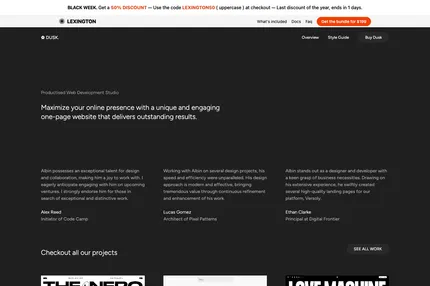 BLACK WEEK. Get a 50% DISCOUNT — Use the code LEXINGTON50 ( uppercase ) at checkout — Last discount of the year, ends in 1 days.
LEXINGTON
What's included Docs Faq Get the bundle for $199
DUSK. Overview Style Guide Buy Dusk
Productised Web Development Studio
Maximize your online presence with a unique and engaging
one-page website that delivers outstanding results.
Albin possesses an exceptional talent for design
and collaboration, making him a joy to work with. I
eagerly anticipate engaging with him on upcoming
ventures. I strongly endorse him for those in
search of exceptional and distinctive work.
Alex Reed
Initiator of Code Camp
Working with Albin on several design projects, his
speed and efficiency were unparalleled. His design
approach is modern and effective, bringing
tremendous value through continuous refinement
and enhancement of his work.
Lucas Gomez
Architect of Pixel Patterns
Albin stands out as a designer and developer with
a keen grasp of business necessities. Drawing on
his extensive experience, he swiftly created
several high-quality landing pages for our
platform, Versoly.
Ethan Clarke
Principal at Digital Frontier
Checkout all our projects
SEE ALL WORK
LOVE MACHINE